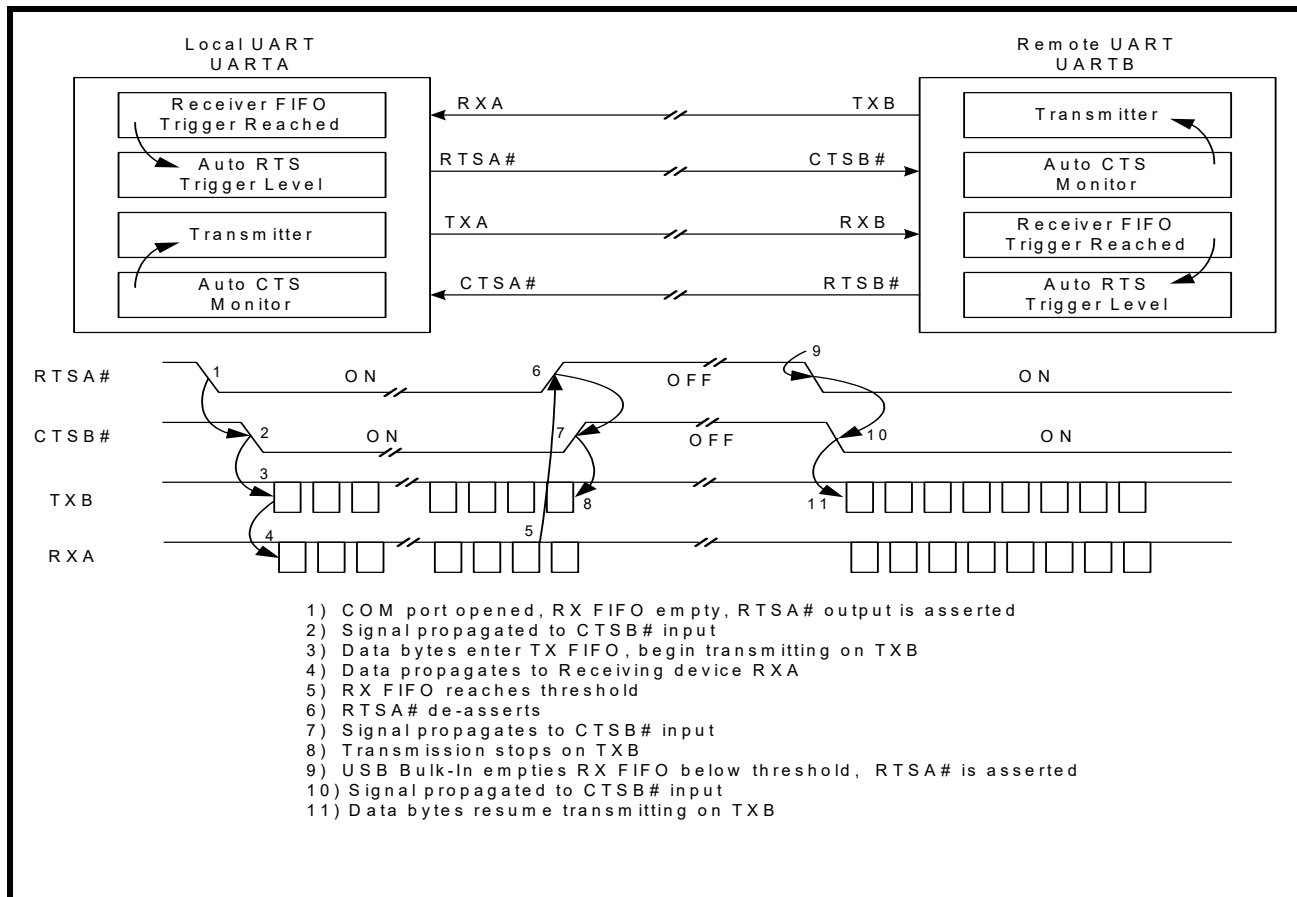 Local UART
UARTA
Remote UART
UARTB
Receiver FIFO
Trigger Reached
Auto RTS
Trigger Level
Transmitter
Auto CTS
Monitor
RXA
TXB
RTSA#
CTSB#
TXA
RXB
CTSA#
RTSB#
Transmitter
Auto CTS
Monitor
Receiver FIFO
Trigger Reached
Auto RTS
Trigger Level
RTSA#
1
ON
6
OFF
9
ON
CTSB#
2
ON
7
OFF
10
ON
TXB
3
8
11
RXA
4
5
1) COM port opened, RX FIFO empty, RTSA# output is asserted
2) Signal propagated to CTSB# input
3) Data bytes enter TX FIFO, begin transmitting on TXB
4) Data propagates to Receiving device RXA
5) RX FIFO reaches threshold
6) RTSA# de-asserts
7) Signal propagates to CTSB# input
8) Transmission stops on TXB
9) USB Bulk-In empties RX FIFO below threshold, RTSA# is asserted
10) Signal propagated to CTSB# input
11) Data bytes resume transmitting on TXB